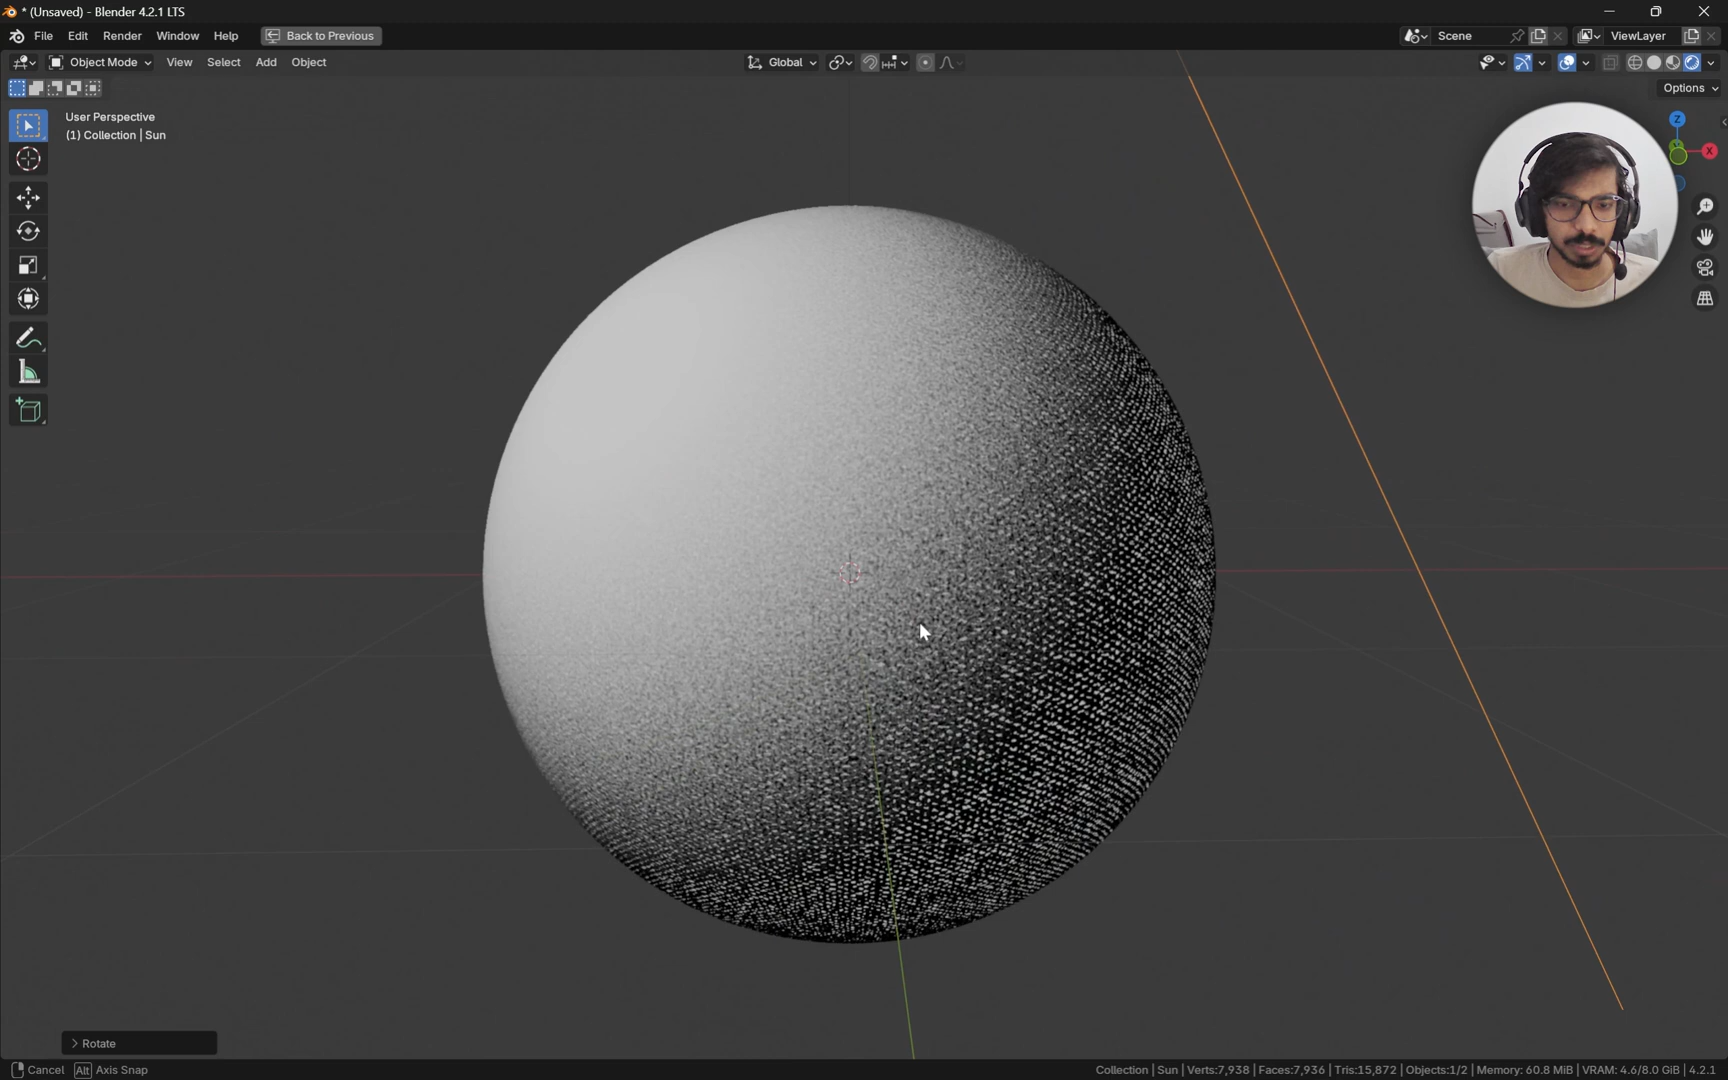 * (Unsaved) - Blender 4.2.1 LTS
File Edit Render Window Help Back to Previous Scene ViewLayer
Object Mode View Select Add Object Global
Options
User Perspective
(1) Collection | Sun
Z
Y
X
Rotate
Cancel Alt Axis Snap
Collection | Sun | Verts:7,938 | Faces:7,936 | Tris:15,872 | Objects:1/2 | Memory: 60.8 MiB | VRAM: 4.6/8.0 GiB | 4.2.1